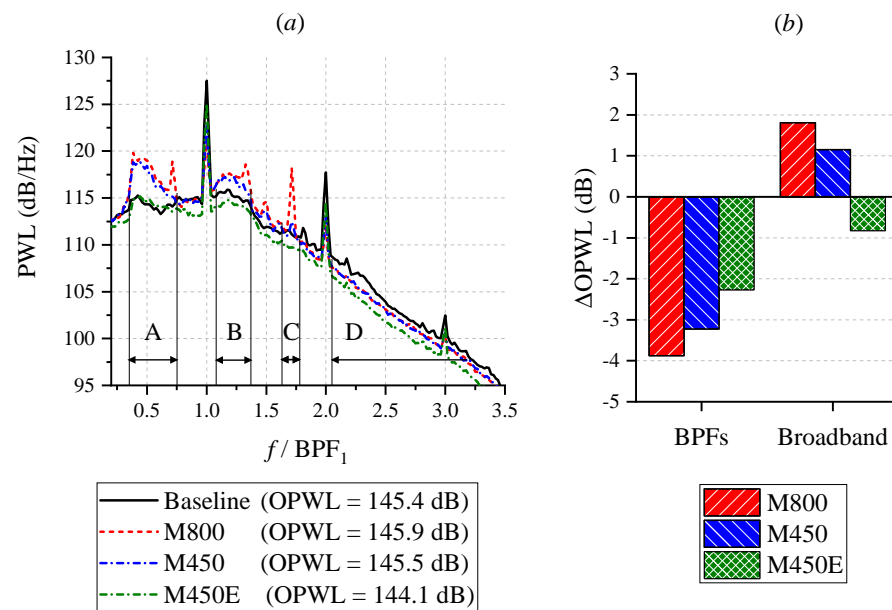 (a)
130
125
120
115
110
105
100
95
PWL (dB/Hz)
A
B
C
D
0.5
1.0
1.5
2.0
2.5
3.0
3.5
f / BPF₁
Baseline (OPWL = 145.4 dB)
M800 (OPWL = 145.9 dB)
M450 (OPWL = 145.5 dB)
M450E (OPWL = 144.1 dB)
(b)
3
2
1
0
-1
-2
-3
-4
-5
ΔOPWL (dB)
BPFs
Broadband
M800
M450
M450E